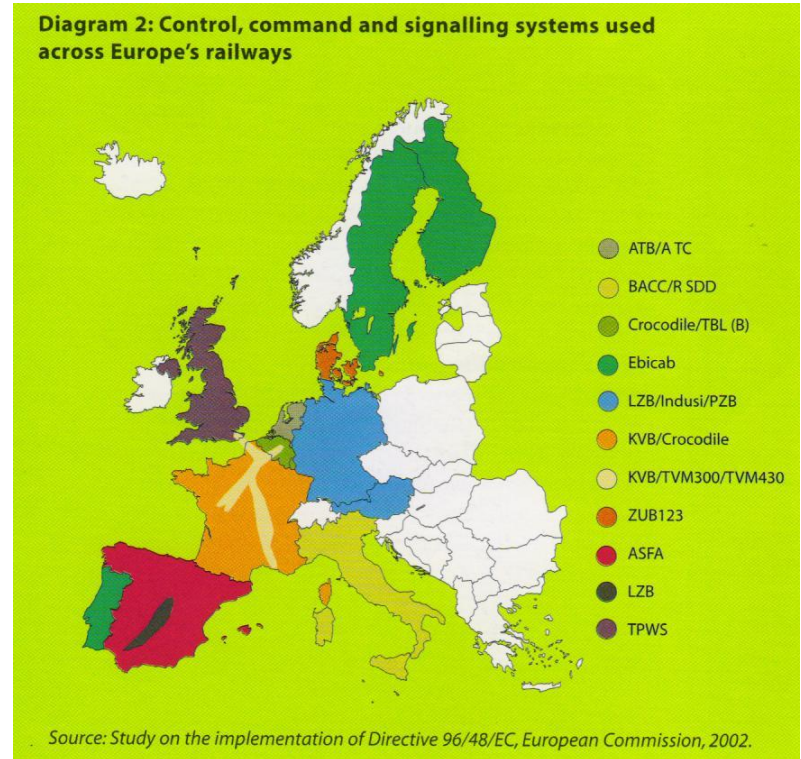 Diagram 2: Control, command and signalling systems used
across Europe's railways
ATB/A TC
BACC/R SDD
Crocodile/TBL (B)
Ebicab
LZB/Indusi/PZB
KVB/Crocodile
KVB/TVM300/TVM430
ZUB123
ASFA
LZB
TPWS
Source: Study on the implementation of Directive 96/48/EC, European Commission, 2002.